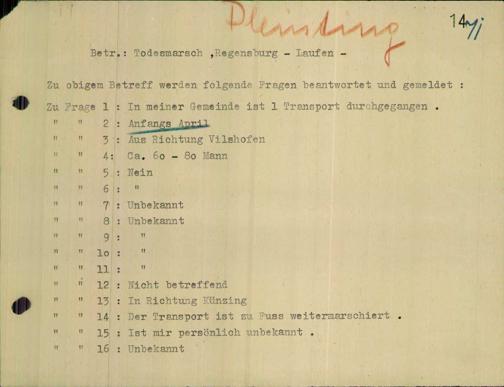 Pleinting
14
Betr.: Todesmarsch ,Regensburg - Laufen -
Zu obigem Betreff werden folgende Fragen beantwortet und gemeldet :
Zu Frage 1 : In meiner Gemeinde ist 1 Transport durchgegangen .
" " 2 : Anfangs April
" " 3 : Aus Richtung Vilshofen
" " 4: Ca. 6o - 8o Mann
" " 5 : Nein
" " 6 : "
" " 7 : Unbekannt
" " 8 : Unbekannt
" " 9 : "
" " 1o : "
" " 11 : "
" " 12 : Nicht betreffend
" " 13 : In Richtung Künzing
" " 14 : Der Transport ist zu Fuss weitermarschiert .
" " 15 : Ist mir persönlich unbekannt .
" " 16 : Unbekannt